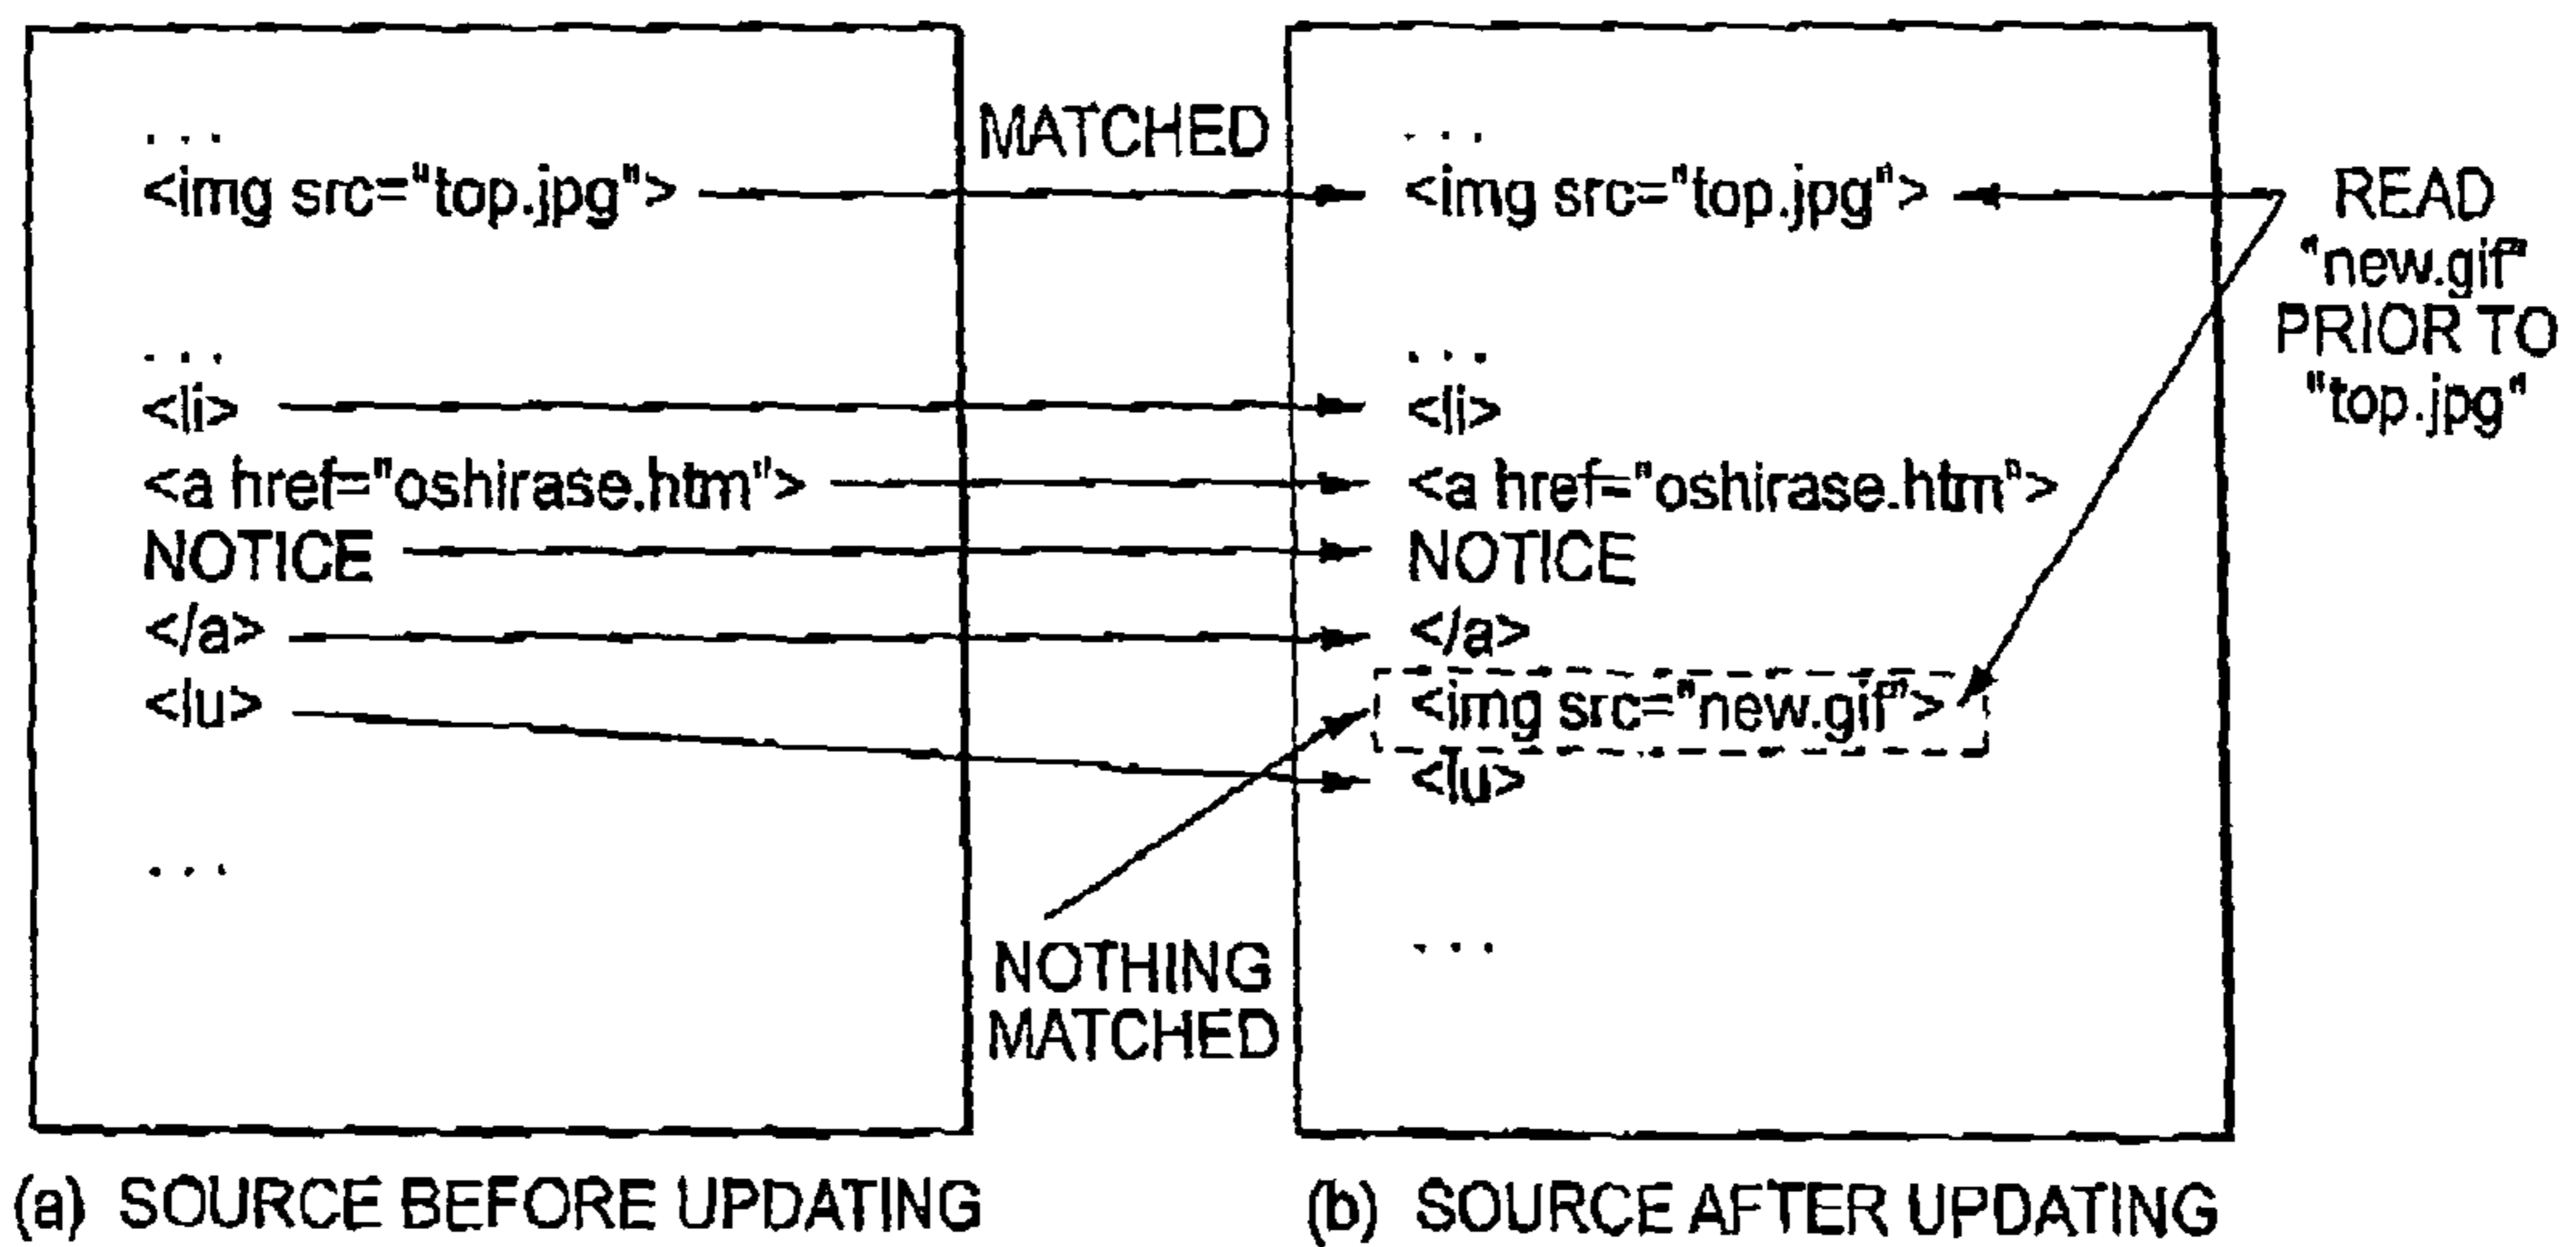 ...
<img src="top.jpg">
...
<li>
<a href="oshirase.htm">
NOTICE
</a>
<lu>
...
MATCHED
NOTHING
MATCHED
...
<img src="top.jpg">
...
<li>
<a href="oshirase.htm">
NOTICE
</a>
<img src="new.gif">
<lu>
...
READ
"new.gif"
PRIOR TO
"top.jpg"
(a) SOURCE BEFORE UPDATING
(b) SOURCE AFTER UPDATING